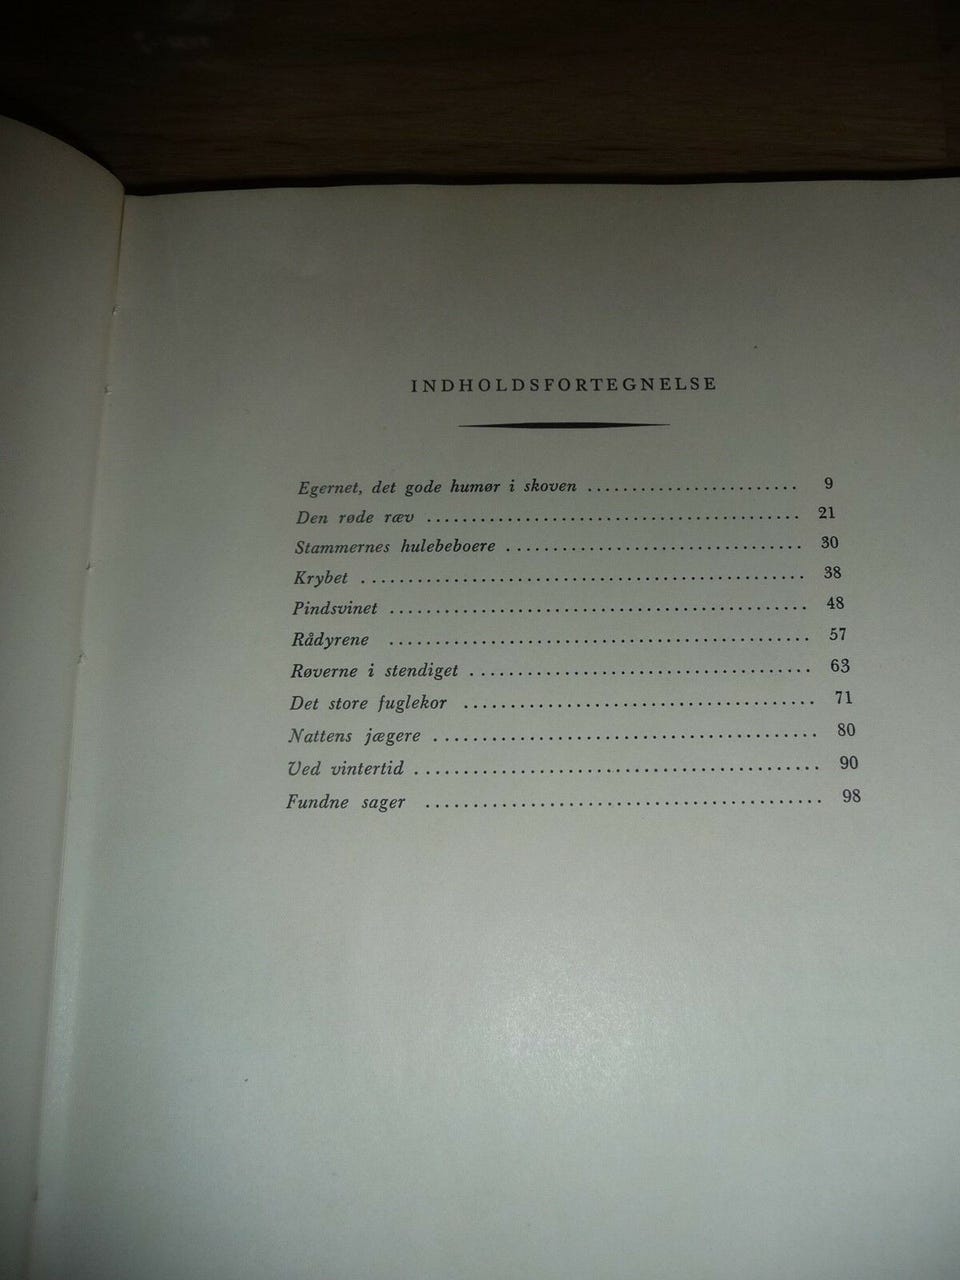 INDHOLDSFORTEGNELSE
Egernet, det gode humør i skoven ........................ 9
Den røde ræv .......................................... 21
Stammernes hulebeboere ................................. 30
Krybet ................................................. 38
Pindsvinet ............................................. 48
Rådyrene .............................................. 57
Røverne i stendiget .................................... 63
Det store fuglekor ..................................... 71
Nattens jægere ......................................... 80
Ved vintertid .......................................... 90
Fundne sager ........................................... 98